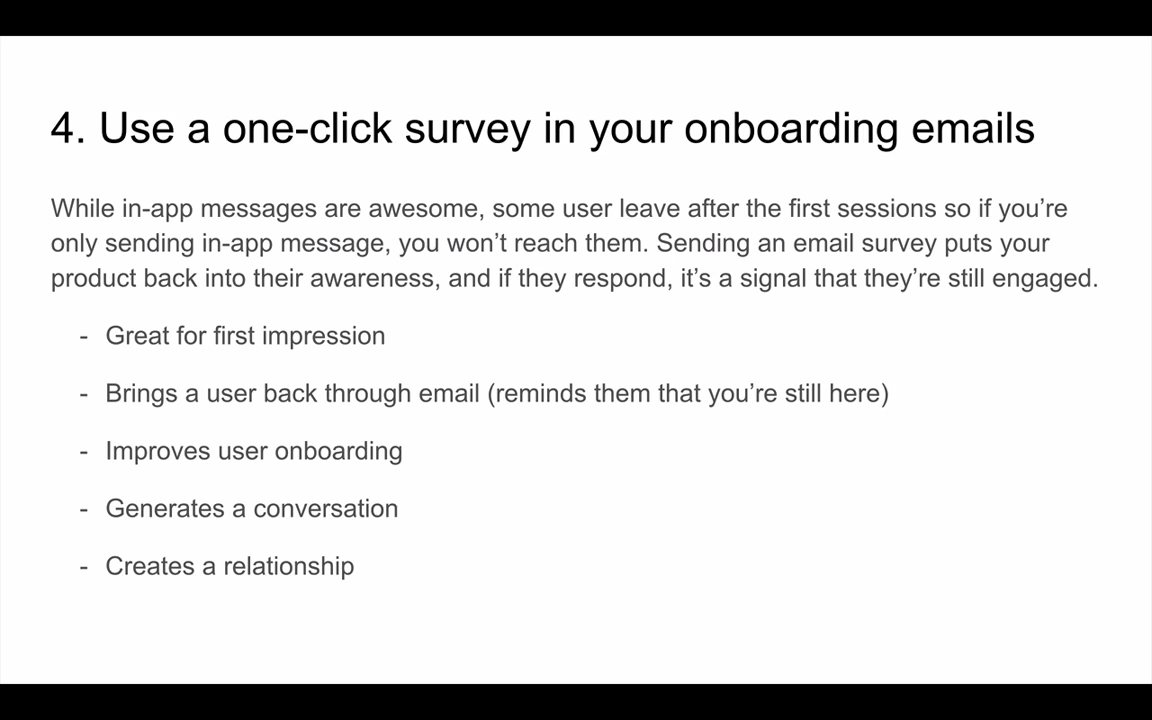 4. Use a one-click survey in your onboarding emails
While in-app messages are awesome, some user leave after the first sessions so if you’re
only sending in-app message, you won’t reach them. Sending an email survey puts your
product back into their awareness, and if they respond, it’s a signal that they’re still engaged.
- Great for first impression
- Brings a user back through email (reminds them that you’re still here)
- Improves user onboarding
- Generates a conversation
- Creates a relationship